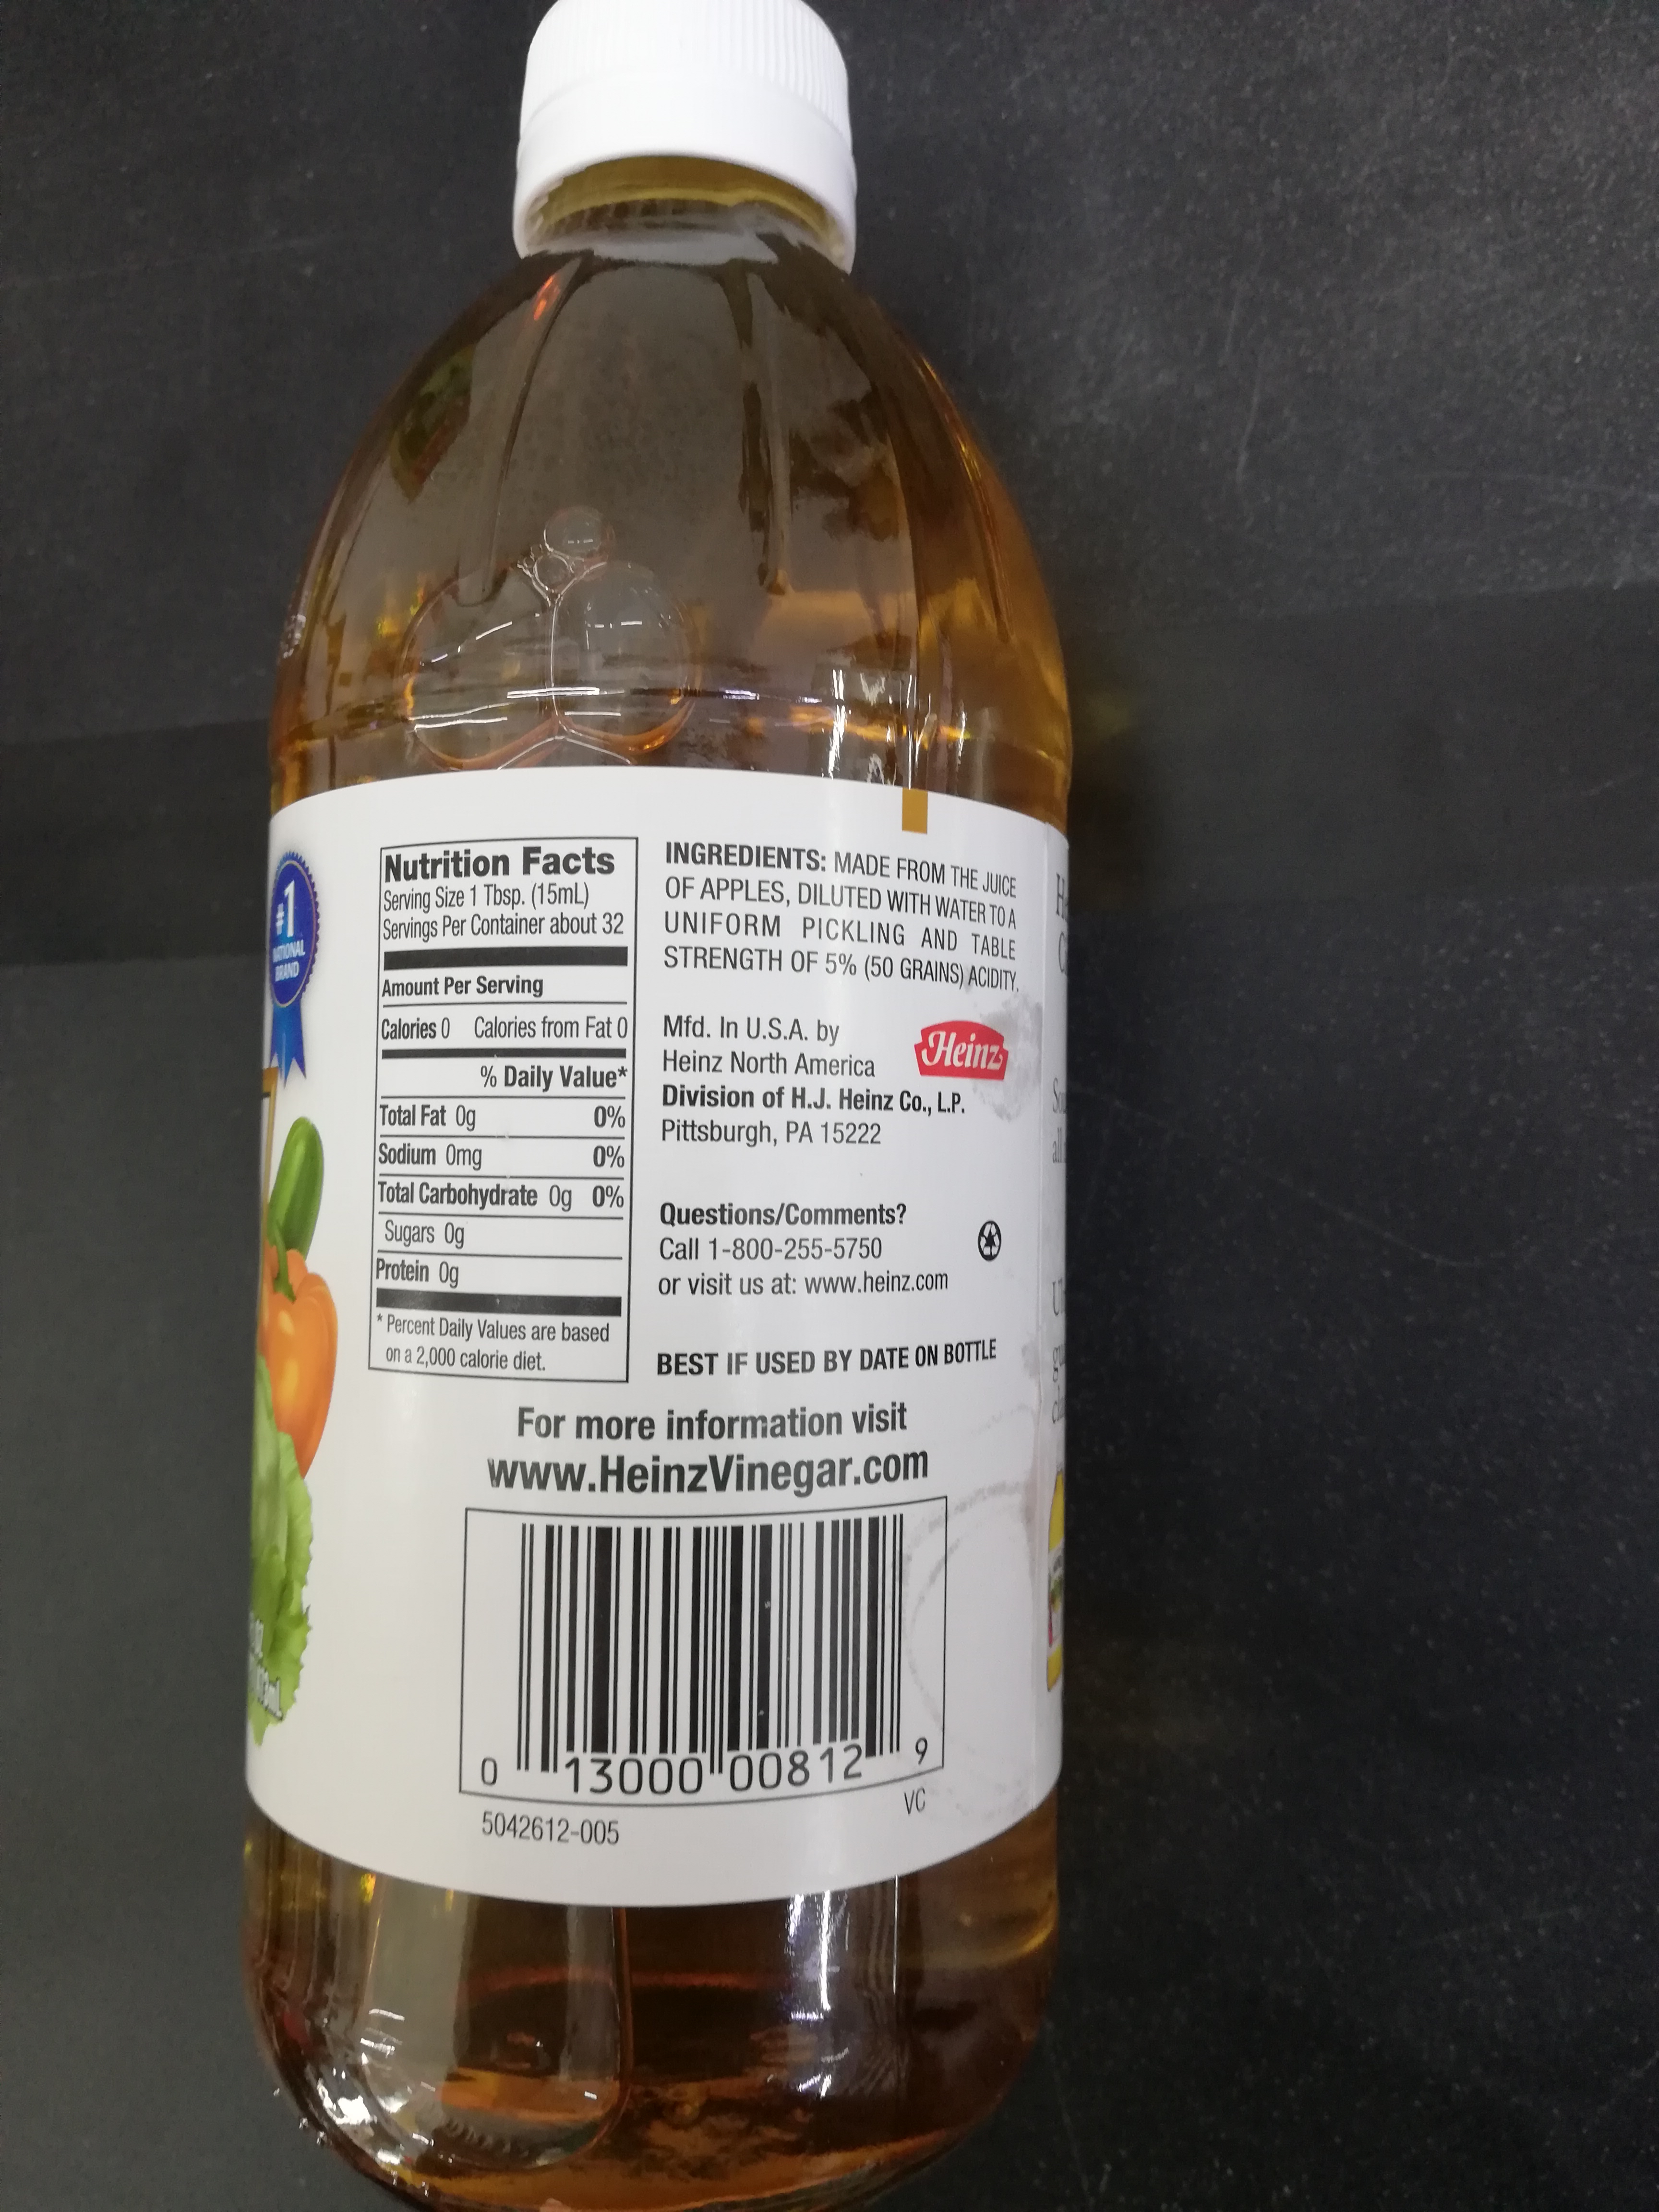 #1
NATIONAL
BRAND
Nutrition Facts
Serving Size 1 Tbsp. (15mL)
Servings Per Container about 32
Amount Per Serving
Calories 0 Calories from Fat 0
% Daily Value*
Total Fat 0g 0%
Sodium 0mg 0%
Total Carbohydrate 0g 0%
Sugars 0g
Protein 0g
* Percent Daily Values are based
on a 2,000 calorie diet.
INGREDIENTS: MADE FROM THE JUICE
OF APPLES, DILUTED WITH WATER TO A
UNIFORM PICKLING AND TABLE
STRENGTH OF 5% (50 GRAINS) ACIDITY.
Mfd. In U.S.A. by
Heinz North America
Division of H.J. Heinz Co., L.P.
Pittsburgh, PA 15222
Heinz
Questions/Comments?
Call 1-800-255-5750
or visit us at: www.heinz.com
BEST IF USED BY DATE ON BOTTLE
For more information visit
www.HeinzVinegar.com
0 13000 00812 9
5042612-005
VC